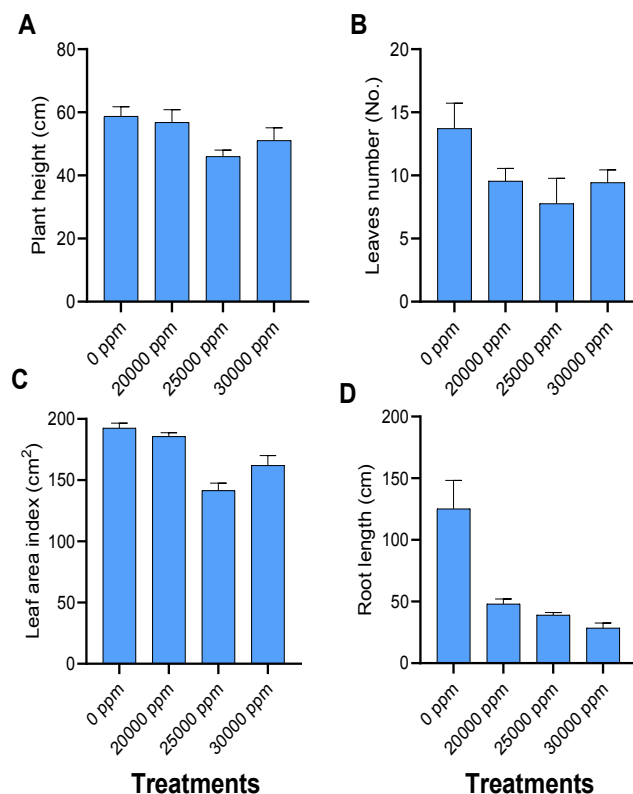 A
Plant height (cm)
80
60
40
20
0
0 ppm
20000 ppm
25000 ppm
30000 ppm
B
Leaves number (No.)
20
15
10
5
0
0 ppm
20000 ppm
25000 ppm
30000 ppm
C
Leaf area index (cm²)
200
150
100
50
0
0 ppm
20000 ppm
25000 ppm
30000 ppm
Treatments
D
Root length (cm)
200
150
100
50
0
0 ppm
20000 ppm
25000 ppm
30000 ppm
Treatments